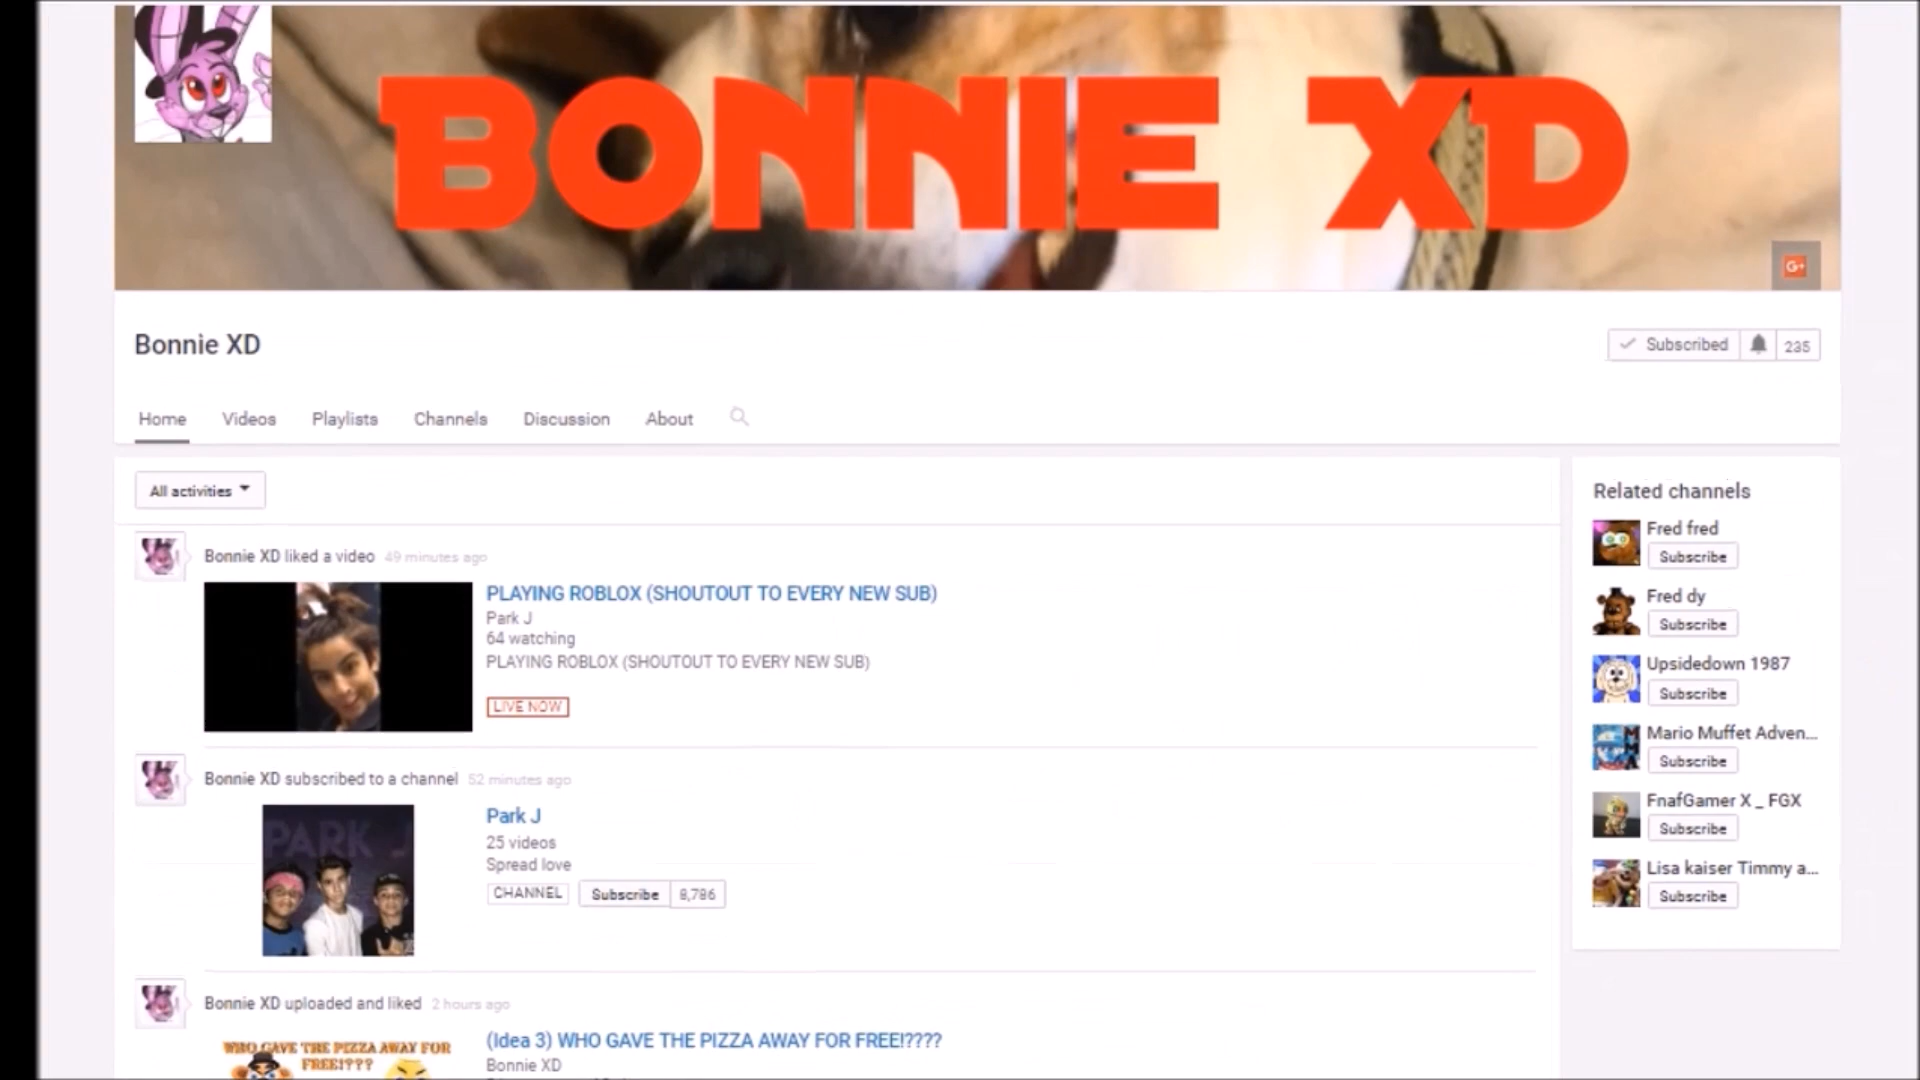 BONNIE XD
G+
Bonnie XD
Subscribed 235
Home Videos Playlists Channels Discussion About
All activities
Bonnie XD liked a video 49 minutes ago
PLAYING ROBLOX (SHOUTOUT TO EVERY NEW SUB)
Park J
64 watching
PLAYING ROBLOX (SHOUTOUT TO EVERY NEW SUB)
LIVE NOW
Bonnie XD subscribed to a channel 52 minutes ago
PARK J
Park J
25 videos
Spread love
CHANNEL Subscribe 8,786
Bonnie XD uploaded and liked 2 hours ago
WHO GAVE THE PIZZA AWAY FOR
FREE!???
(Idea 3) WHO GAVE THE PIZZA AWAY FOR FREE!????
Bonnie XD
Related channels
Fred fred
Subscribe
Fred dy
Subscribe
Upsidedown 1987
Subscribe
Mario Muffet Adven...
Subscribe
FnafGamer X _ FGX
Subscribe
Lisa kaiser Timmy a...
Subscribe